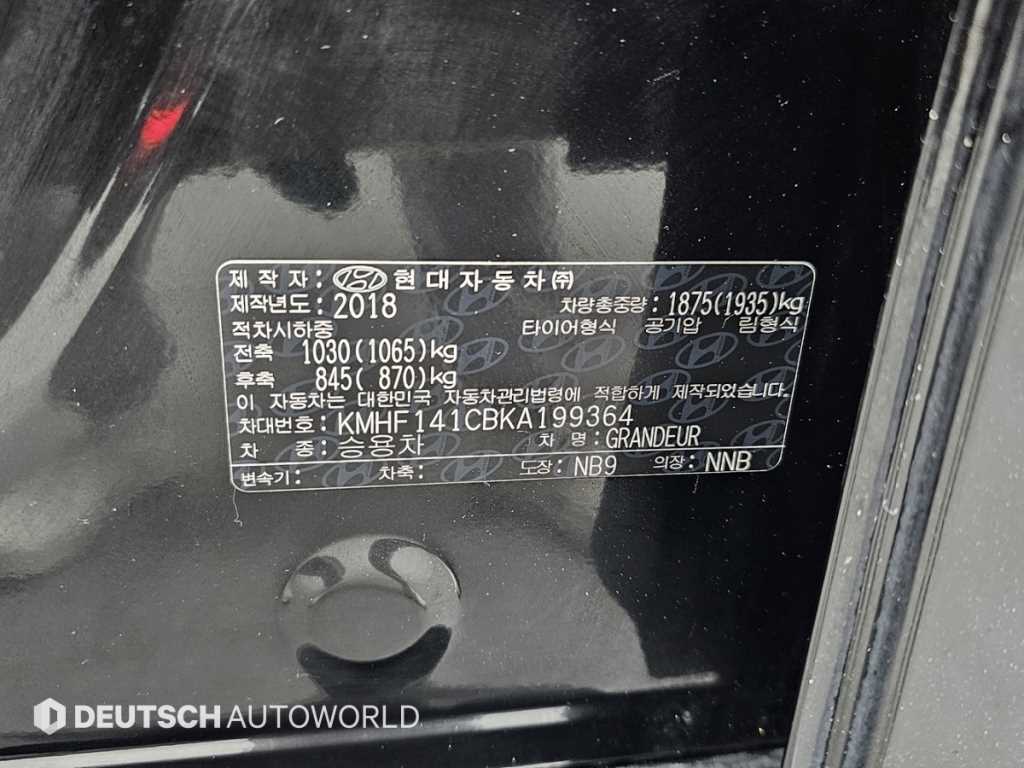 제 작 자 : 현대자동차㈜
제작년도: 2018 차량총중량: 1875(1935)kg
적차시하중 타이어형식 공기압 림형식
전축 1030(1065)kg
후축 845( 870)kg
이 자동차는 대한민국 자동차관리법령에 적합하게 제작되었습니다.
차대번호: KMHF141CBKA199364
차 종 : 승용차 차 명 : GRANDEUR
변속기: 차축: 도장: NB9 의장: NNB
DEUTSCH AUTOWORLD